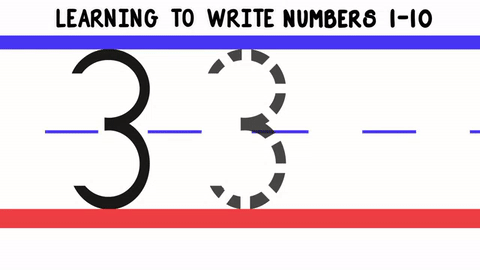 LEARNING TO WRITE NUMBERS 1-10
3 3